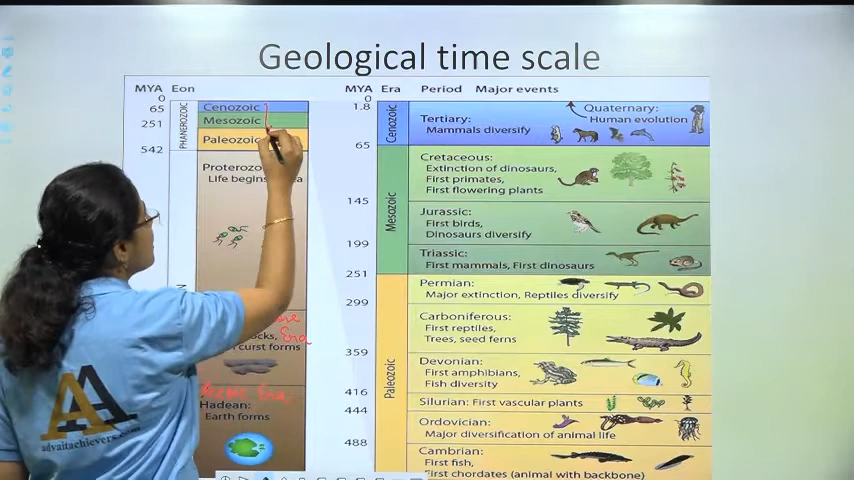 Geological time scale
MYA Eon
0
65
251
542
PHANEROZOIC
Cenozoic
Mesozoic
Paleozoic
Life begins
Era
Era
Hadean:
Earth forms
MYA Era Period Major events
0
1.8
65
145
199
251
299
359
416
444
488
Cenozoic
Mesozoic
Paleozoic
Quaternary:
Human evolution
Tertiary:
Mammals diversify
Cretaceous:
Extinction of dinosaurs,
First primates,
First flowering plants
Jurassic:
First birds,
Dinosaurs diversify
Triassic:
First mammals, First dinosaurs
Permian:
Major extinction, Reptiles diversify
Carboniferous:
First reptiles,
Trees, seed ferns
Devonian:
First amphibians,
Fish diversity
Silurian: First vascular plants
Ordovician:
Major diversification of animal life
Cambrian:
First fish,
First chordates (animal with backbone)
AA
advaitachievers.com